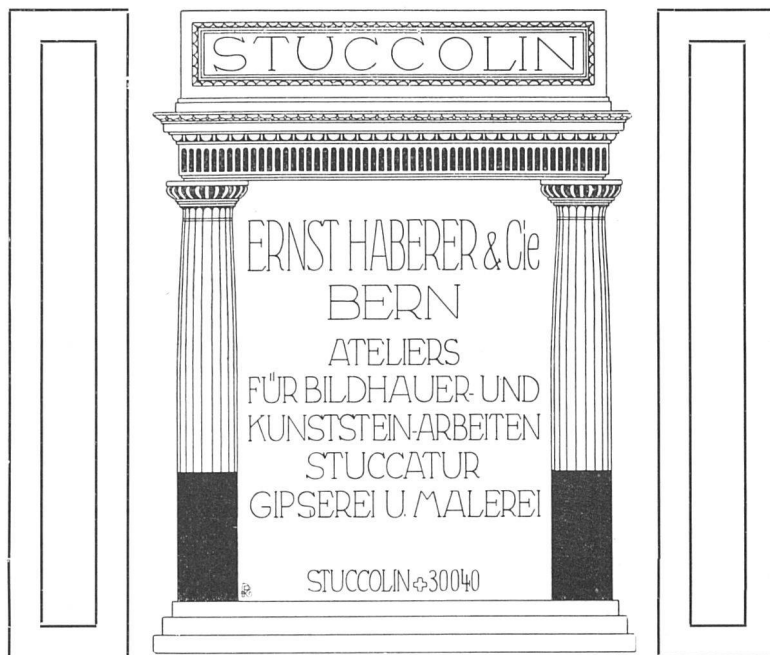 STUCCOLIN
ERNST HABERER & Cie
BERN
ATELIERS
FÜR BILDHAUER- UND
KUNSTSTEIN-ARBEITEN
STUCCATUR
GIPSEREI U. MALEREI
STUCCOLIN ✚ 30040